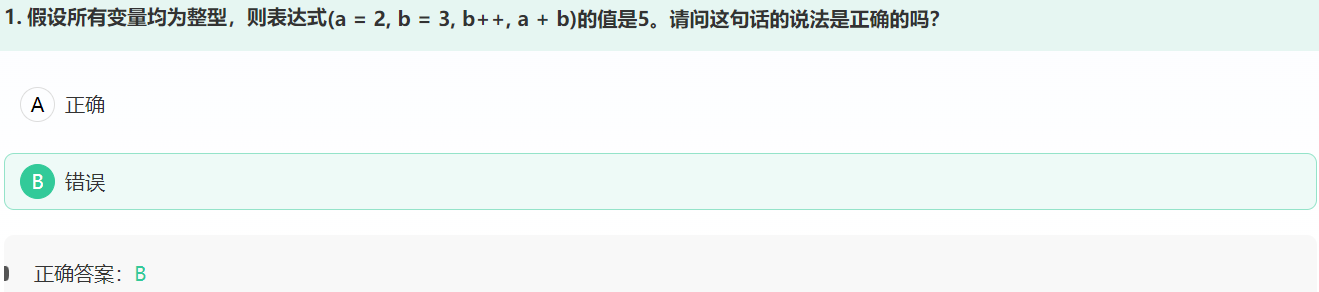 1. 假设所有变量均为整型，则表达式(a = 2, b = 3, b++, a + b)的值是5。请问这句话的说法是正确的吗？
A 正确
B 错误
正确答案：B